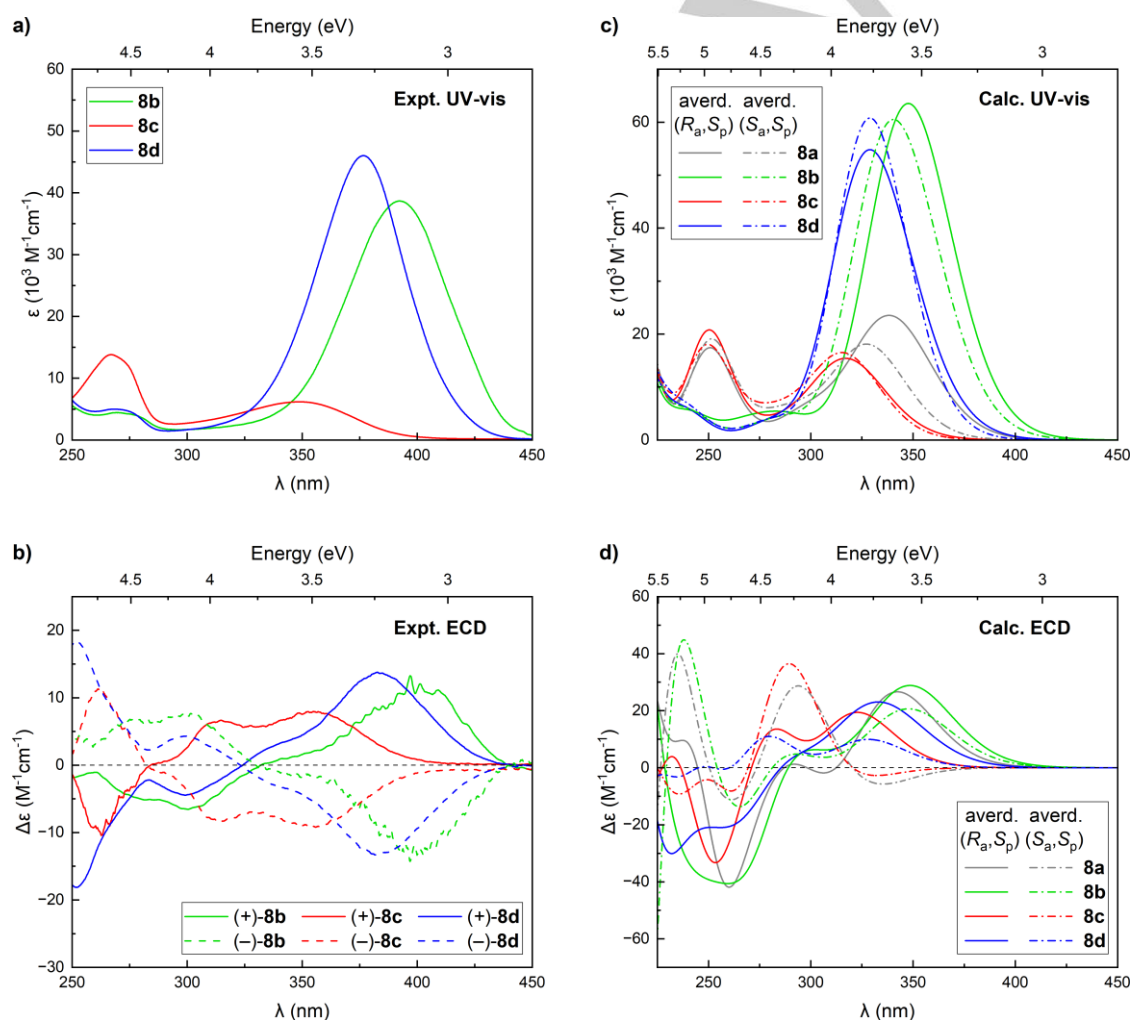 a)
Energy (eV)
4.5 4 3.5 3
Expt. UV-vis
8b
8c
8d
ε (10³ M⁻¹cm⁻¹)
60
50
40
30
20
10
0
250 300 350 400 450
λ (nm)
c)
Energy (eV)
5.5 5 4.5 4 3.5 3
Calc. UV-vis
averd. averd.
(Rₐ,Sₚ) (Sₐ,Sₚ)
8a
8b
8c
8d
ε (10³ M⁻¹cm⁻¹)
60
40
20
0
250 300 350 400 450
λ (nm)
b)
Energy (eV)
4.5 4 3.5 3
Expt. ECD
Δε (M⁻¹cm⁻¹)
20
10
0
−10
−20
−30
(+)-8b (+)-8c (+)-8d
(−)-8b (−)-8c (−)-8d
250 300 350 400 450
λ (nm)
d)
Energy (eV)
5.5 5 4.5 4 3.5 3
Calc. ECD
Δε (M⁻¹cm⁻¹)
60
40
20
0
−20
−40
−60
averd. averd.
(Rₐ,Sₚ) (Sₐ,Sₚ)
8a
8b
8c
8d
250 300 350 400 450
λ (nm)